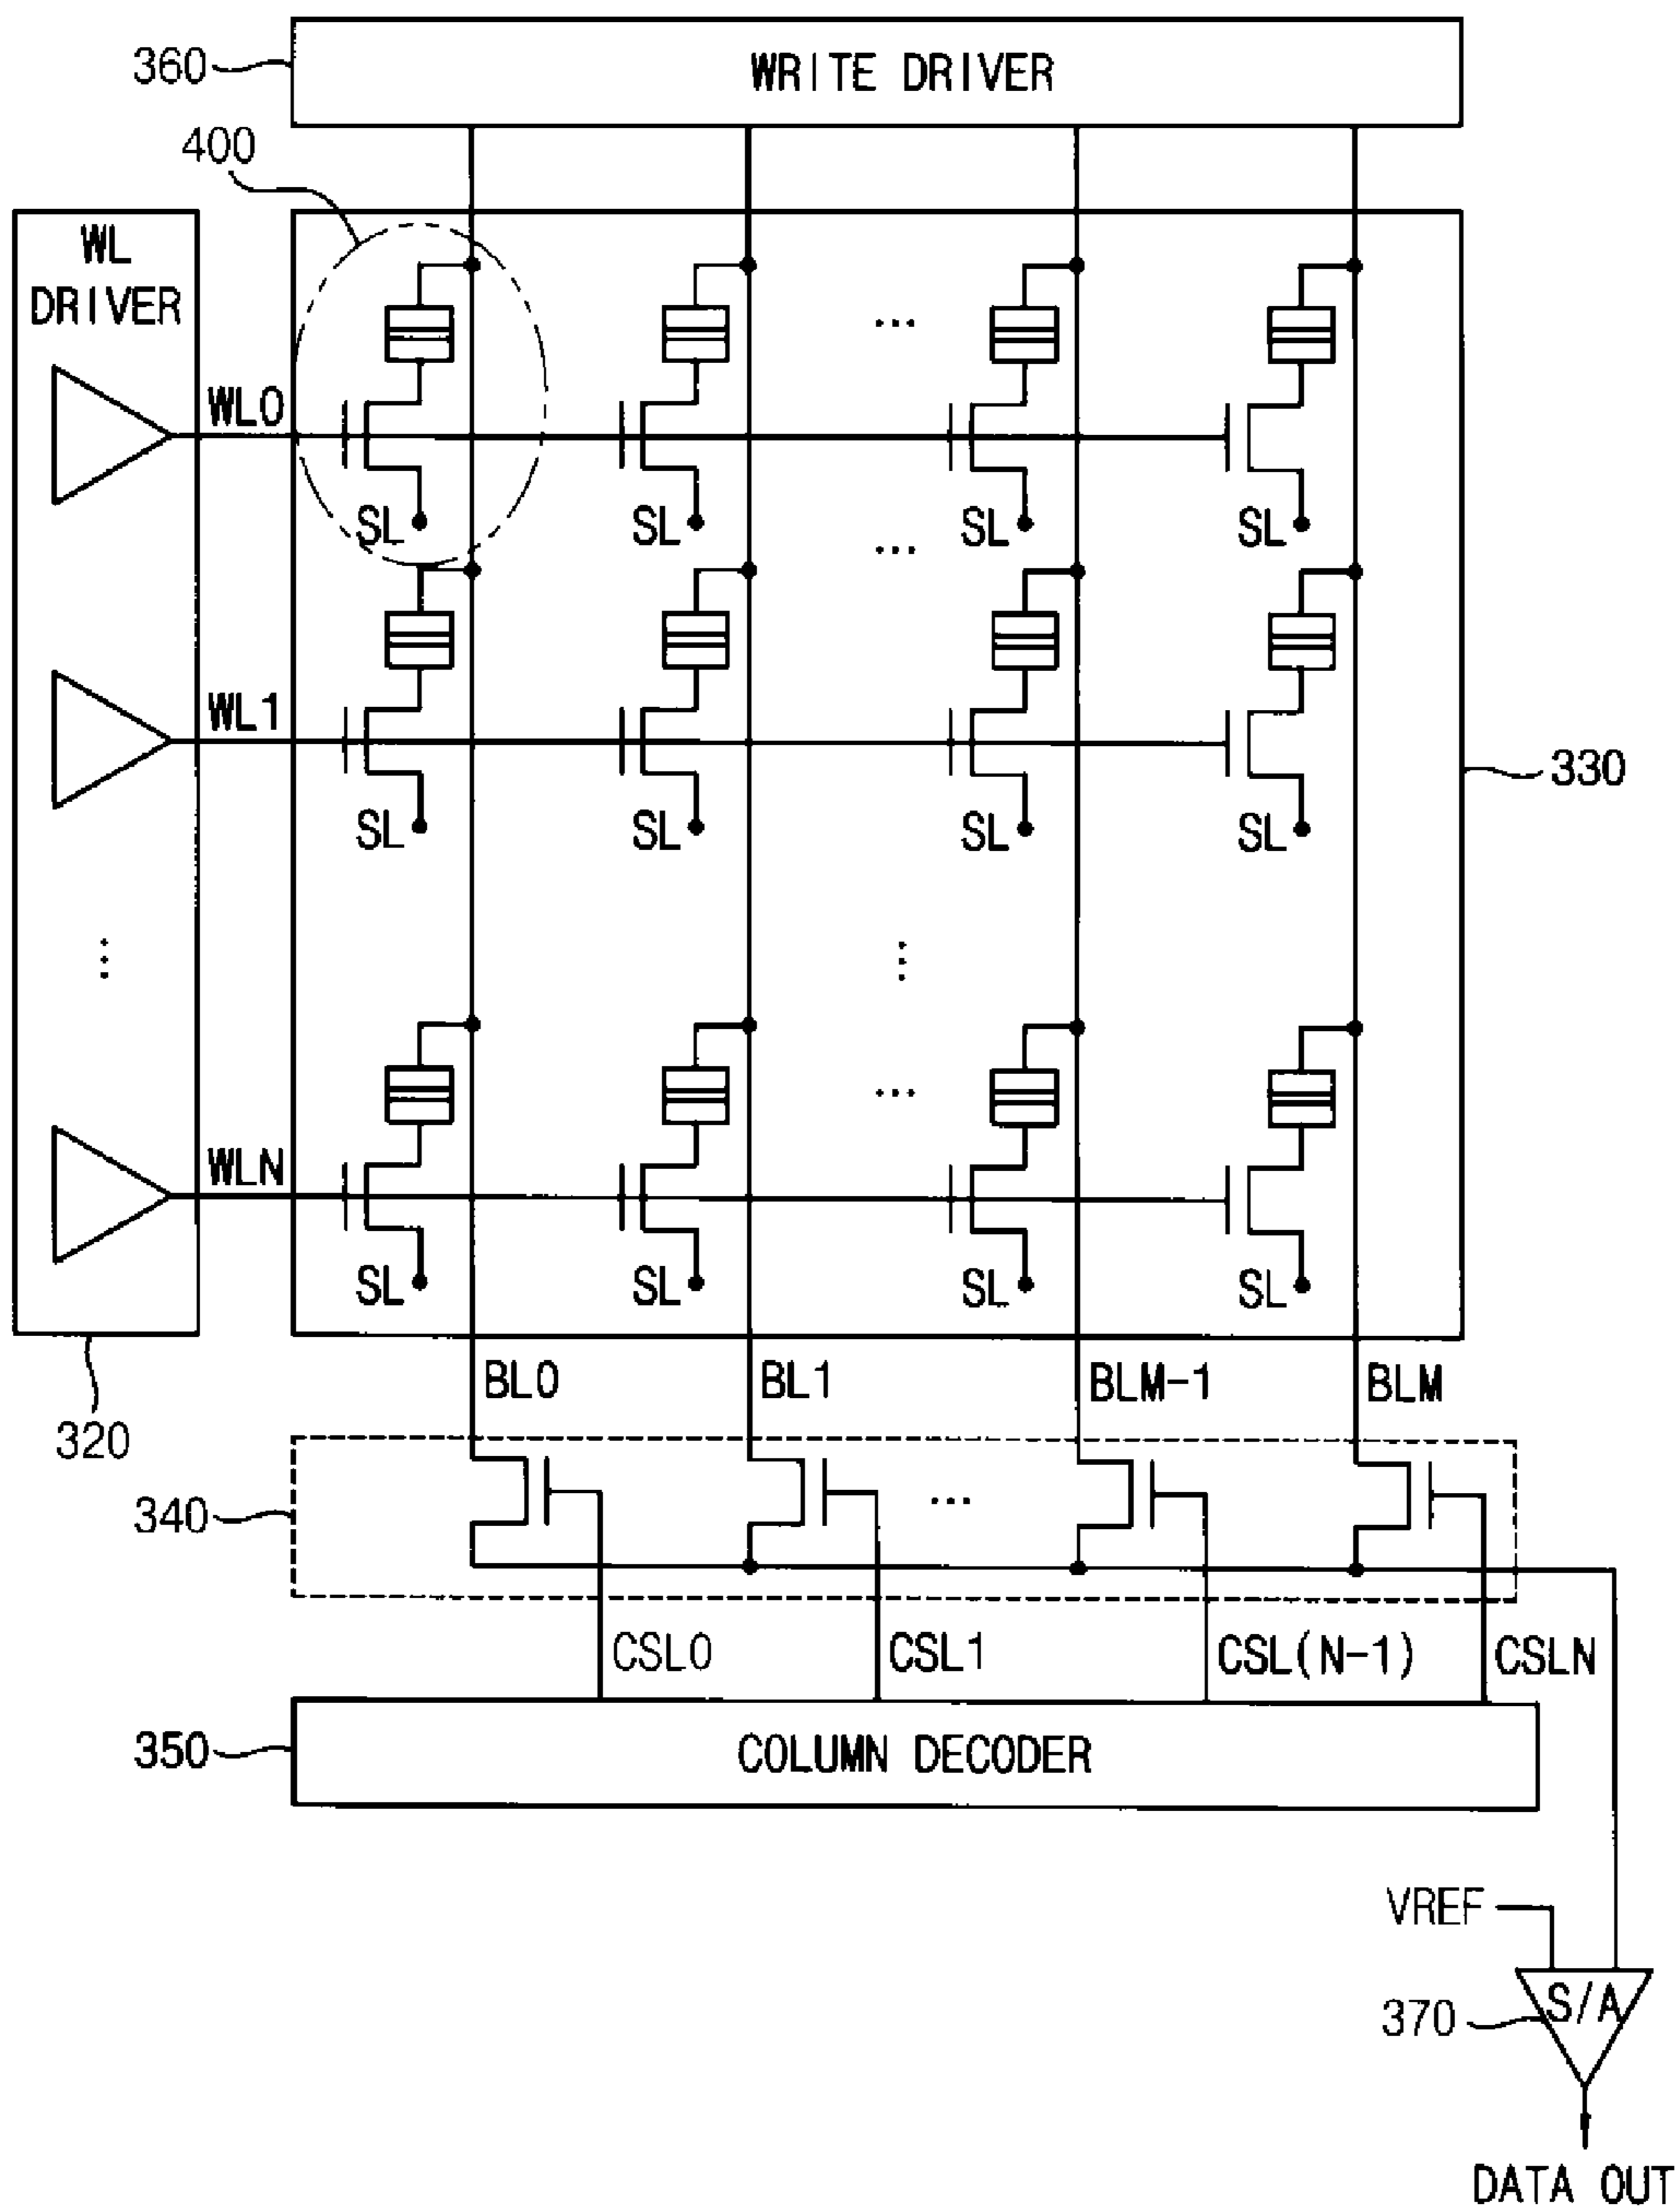 360
WRITE DRIVER
400
WL
DRIVER
WL0
SL SL SL SL
...
WL1
330
SL SL SL SL
...
WLN
SL SL SL SL
BL0 BL1 BLM-1 BLM
320
340
...
CSL0 CSL1 CSL(N-1) CSLN
350
COLUMN DECODER
VREF
S/A
370
DATA OUT